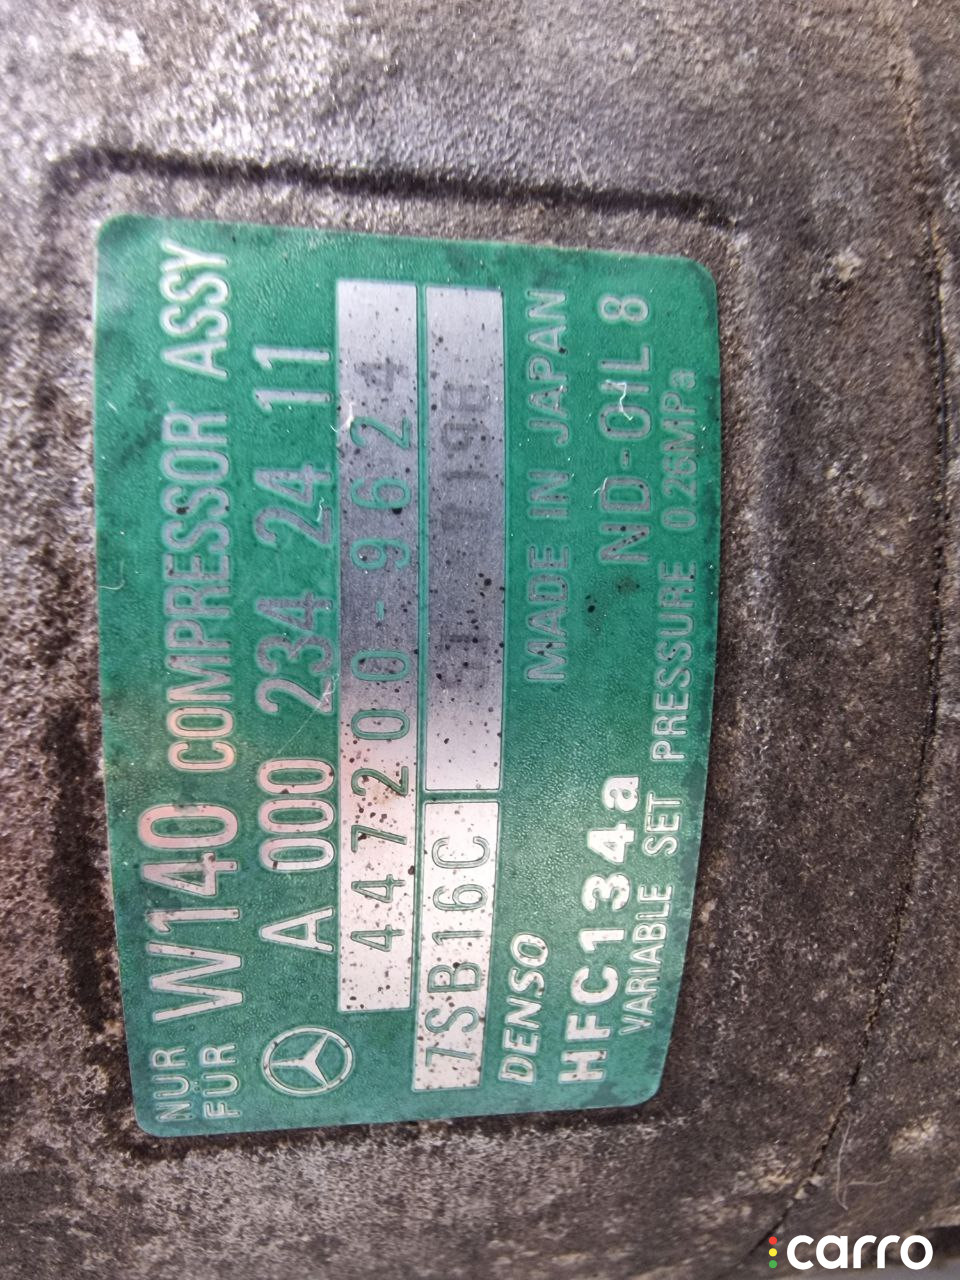 NUR
FÜR W140 COMPRESSOR ASSY
A 000 234 24 11
447200-9624
7SB16C
DENSO MADE IN JAPAN
HFC134a ND-OIL 8
VARIABLE SET PRESSURE 0.26MPa
carro